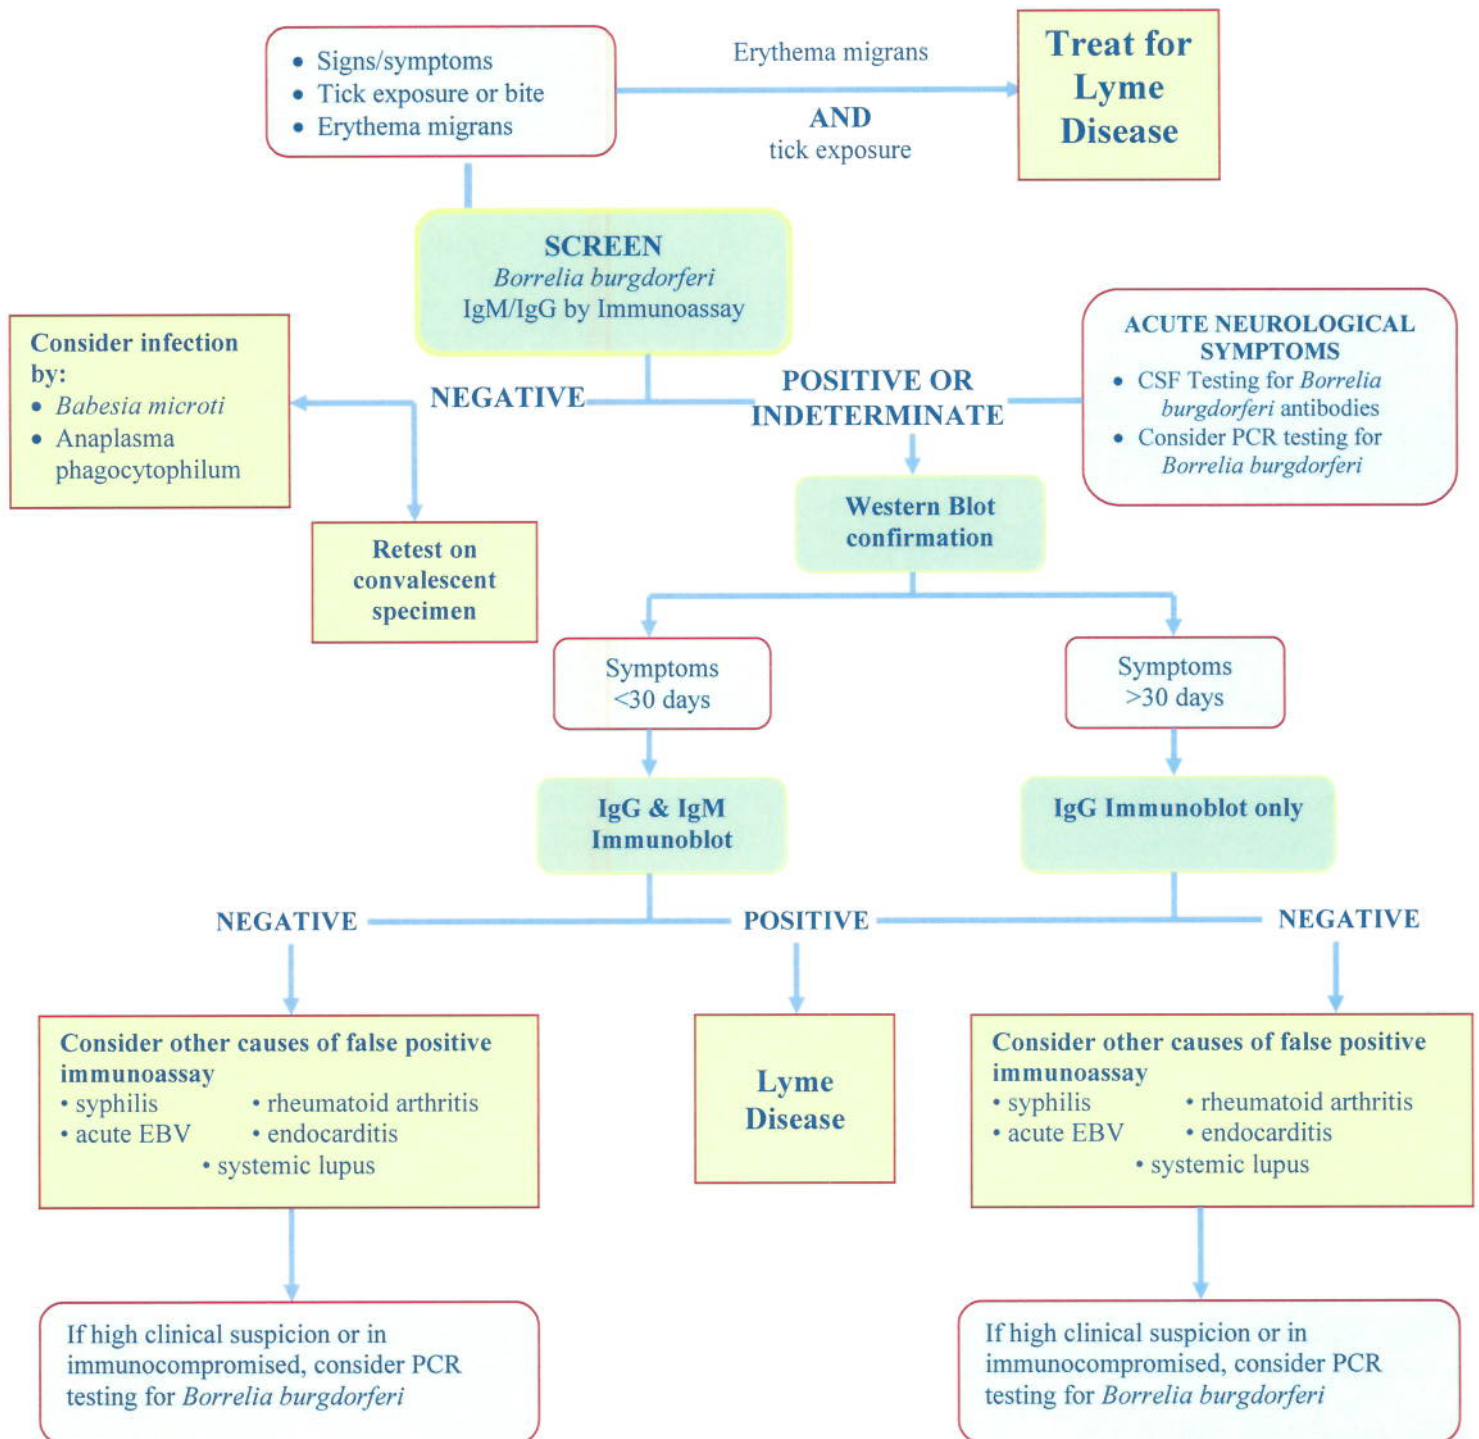 • Signs/symptoms
• Tick exposure or bite
• Erythema migrans
Erythema migrans
AND
tick exposure
Treat for
Lyme
Disease
SCREEN
Borrelia burgdorferi
IgM/IgG by Immunoassay
Consider infection
by:
• Babesia microti
• Anaplasma
phagocytophilum
NEGATIVE
POSITIVE OR
INDETERMINATE
ACUTE NEUROLOGICAL
SYMPTOMS
• CSF Testing for Borrelia
burgdorferi antibodies
• Consider PCR testing for
Borrelia burgdorferi
Retest on
convalescent
specimen
Western Blot
confirmation
Symptoms
<30 days
Symptoms
>30 days
IgG & IgM
Immunoblot
IgG Immunoblot only
NEGATIVE
POSITIVE
NEGATIVE
Consider other causes of false positive
immunoassay
• syphilis • rheumatoid arthritis
• acute EBV • endocarditis
• systemic lupus
Lyme
Disease
Consider other causes of false positive
immunoassay
• syphilis • rheumatoid arthritis
• acute EBV • endocarditis
• systemic lupus
If high clinical suspicion or in
immunocompromised, consider PCR
testing for Borrelia burgdorferi
If high clinical suspicion or in
immunocompromised, consider PCR
testing for Borrelia burgdorferi